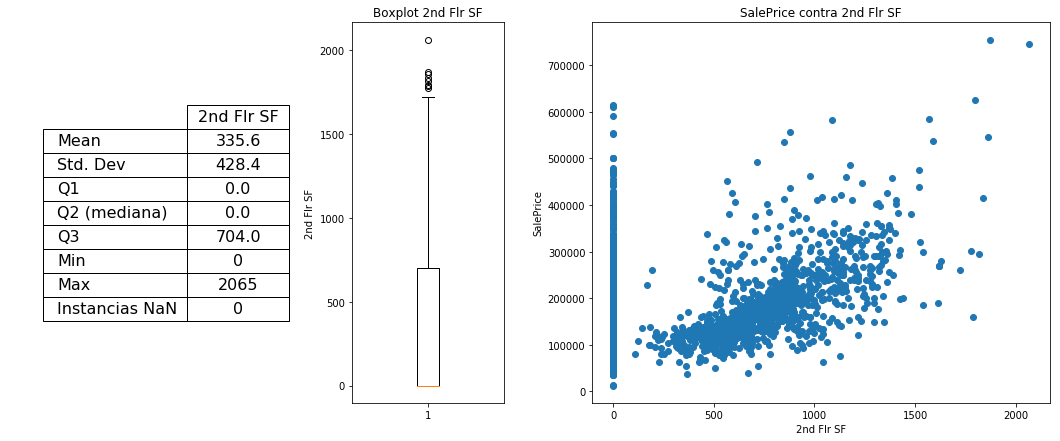 2nd Flr SF
Mean 335.6
Std. Dev 428.4
Q1 0.0
Q2 (mediana) 0.0
Q3 704.0
Min 0
Max 2065
Instancias NaN 0
Boxplot 2nd Flr SF
2nd Flr SF
2000
1500
1000
500
0
1
SalePrice contra 2nd Flr SF
SalePrice
700000
600000
500000
400000
300000
200000
100000
0
0 500 1000 1500 2000
2nd Flr SF